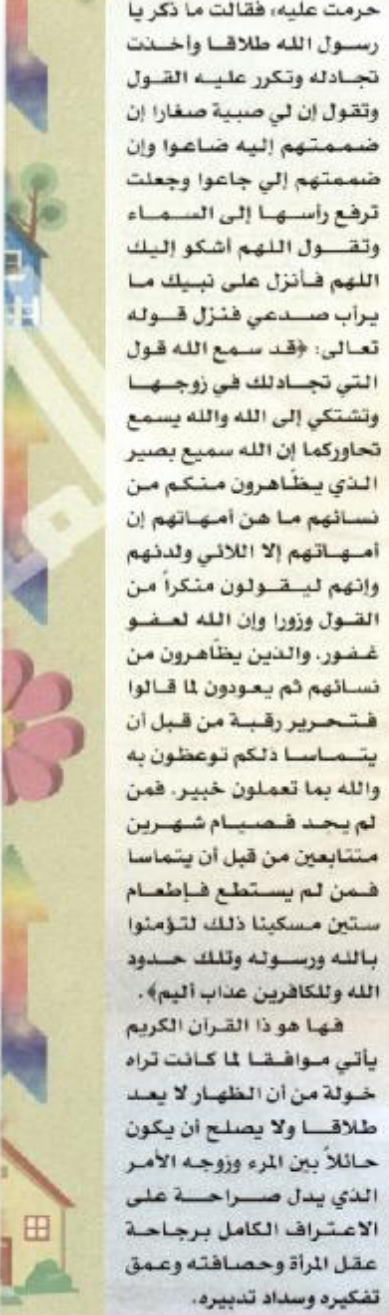 حرمت عليه، فقالت ما ذكر يا
رسول الله طلاقا وأخذت
تجادله وتكرر عليه القول
وتقول إن لي صبية صغارا إن
ضممتهم إليه ضاعوا وإن
ضممتهم إلي جاعوا وجعلت
ترفع رأسها إلى السماء
وتقول اللهم أشكو إليك
اللهم فأنزل على نبيك ما
يرأب صدعي فنزل قوله
تعالى: ﴿قد سمع الله قول
التي تجادلك في زوجها
وتشتكي إلى الله والله يسمع
تحاوركما إن الله سميع بصير
الذي يظاهرون منكم من
نسائهم ما هن أمهاتهم إن
أمهاتهم إلا اللائي ولدنهم
وإنهم ليقولون منكراً من
القول وزورا وإن الله لعفو
غفور. والذين يظاهرون من
نسائهم ثم يعودون لما قالوا
فتحرير رقبة من قبل أن
يتماسا ذلكم توعظون به
والله بما تعملون خبير. فمن
لم يجد فصيام شهرين
متتابعين من قبل أن يتماسا
فمن لم يستطع فإطعام
ستين مسكينا ذلك لتؤمنوا
بالله ورسوله وتلك حدود
الله وللكافرين عذاب أليم﴾.
فها هو ذا القرآن الكريم
يأتي موافقا لما كانت تراه
خولة من أن الظهار لا يعد
طلاقا ولا يصلح أن يكون
حائلاً بين المرء وزوجه الأمر
الذي يدل صراحة على
الاعتراف الكامل برجاحة
عقل المرأة وحصافته وعمق
تفكيره وسداد تدبيره.